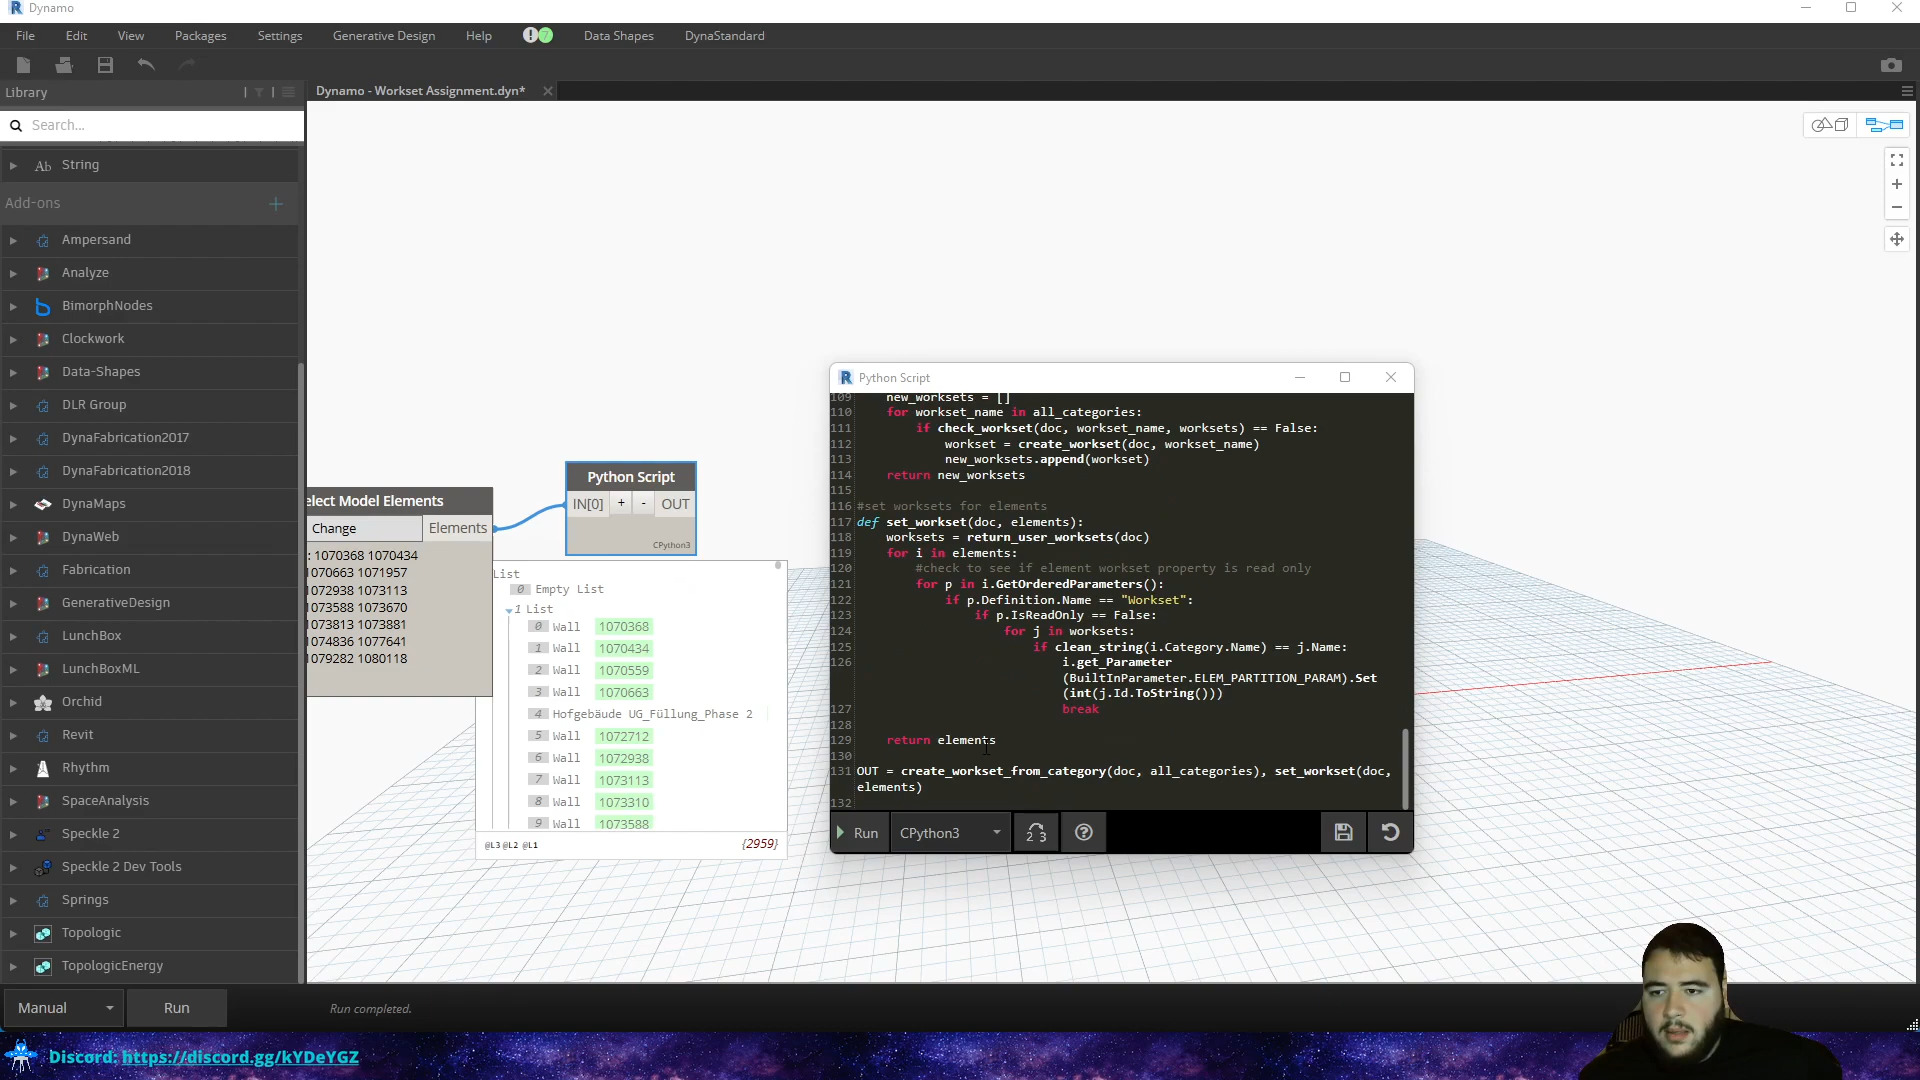 Dynamo
File Edit View Packages Settings Generative Design Help ! 7 Data Shapes DynaStandard
Library
Dynamo - Workset Assignment.dyn*
Search...
Ab String
Add-ons
Ampersand
Analyze
BimorphNodes
Clockwork
Data-Shapes
DLR Group
DynaFabrication2017
DynaFabrication2018
DynaMaps
DynaWeb
Fabrication
GenerativeDesign
LunchBox
LunchBoxML
Orchid
Revit
Rhythm
SpaceAnalysis
Speckle 2
Speckle 2 Dev Tools
Springs
Topologic
TopologicEnergy
elect Model Elements
Change Elements
: 1070368 1070434
1070663 1071957
1072938 1073113
1073588 1073670
1073813 1073881
1074836 1077641
1079282 1080118
Python Script
IN[0] + - OUT
CPython3
List
0 Empty List
1 List
0 Wall 1070368
1 Wall 1070434
2 Wall 1070559
3 Wall 1070663
4 Hofgebäude UG_Füllung_Phase 2
5 Wall 1072712
6 Wall 1072938
7 Wall 1073113
8 Wall 1073310
9 Wall 1073588
@L3 @L2 @L1 {2959}
R Python Script
109 new_worksets = []
110 for workset_name in all_categories:
111 if check_workset(doc, workset_name, worksets) == False:
112 workset = create_workset(doc, workset_name)
113 new_worksets.append(workset)
114 return new_worksets
115
116 #set worksets for elements
117 def set_workset(doc, elements):
118 worksets = return_user_worksets(doc)
119 for i in elements:
120 #check to see if element workset property is read only
121 for p in i.GetOrderedParameters():
122 if p.Definition.Name == "Workset":
123 if p.IsReadOnly == False:
124 for j in worksets:
125 if clean_string(i.Category.Name) == j.Name:
126 i.get_Parameter
(BuiltInParameter.ELEM_PARTITION_PARAM).Set
(int(j.Id.ToString()))
127 break
128
129 return elements
130
131 OUT = create_workset_from_category(doc, all_categories), set_workset(doc,
elements)
132
Run CPython3 2 3 ?
Manual Run Run completed.
Discord: https://discord.gg/kYDeYGZ